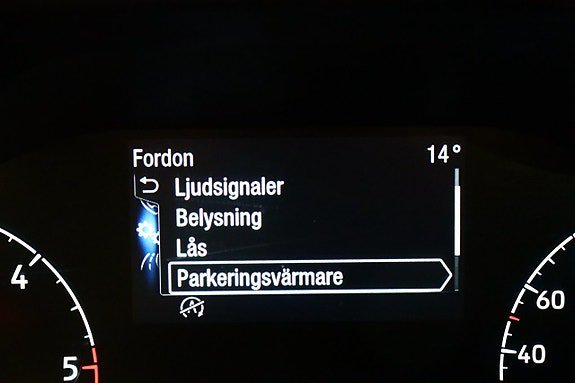 Fordon 14°
Ljudsignaler
Belysning
Lås
Parkeringsvärmare
4
5
60
40